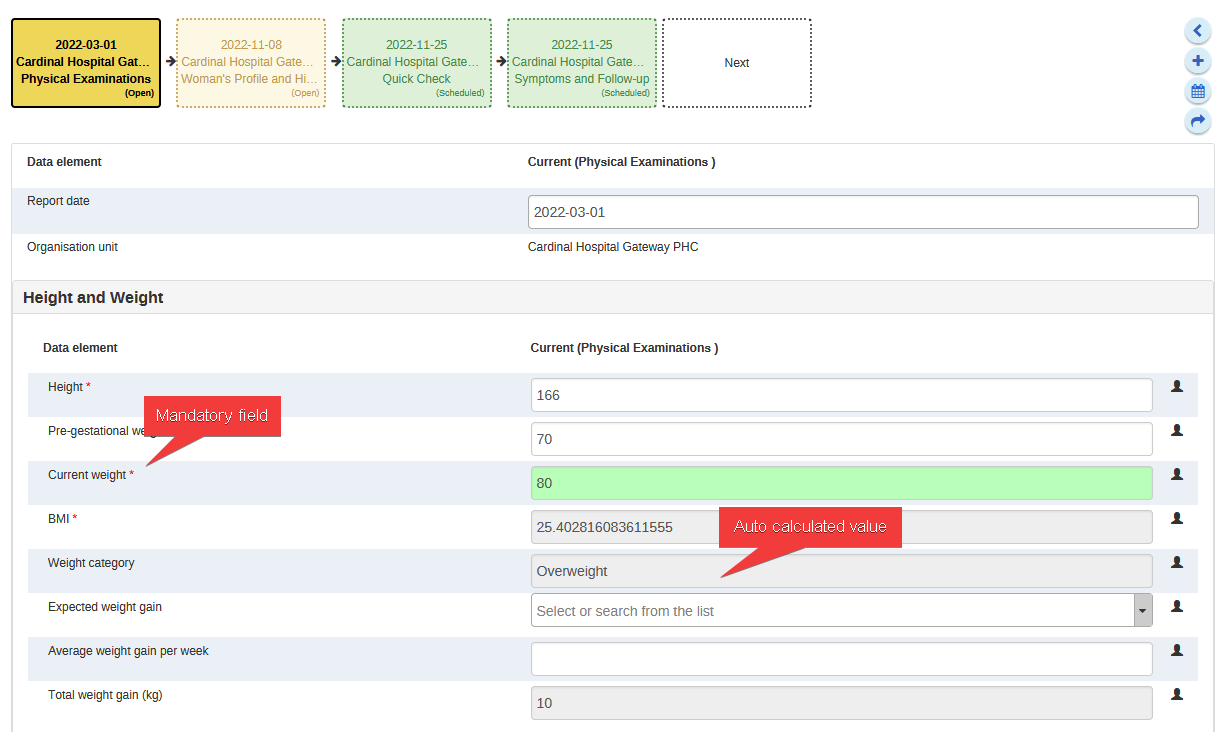 2022-03-01
Cardinal Hospital Gat...
Physical Examinations
(Open)
2022-11-08
Cardinal Hospital Gate...
Woman's Profile and Hi...
(Open)
2022-11-25
Cardinal Hospital Gate...
Quick Check
(Scheduled)
2022-11-25
Cardinal Hospital Gate...
Symptoms and Follow-up
(Scheduled)
Next
Data element Current (Physical Examinations )
Report date 2022-03-01
Organisation unit Cardinal Hospital Gateway PHC
Height and Weight
Data element Current (Physical Examinations )
Height * 166
Mandatory field
Pre-gestational 70
Current weight * 80
BMI * 25.402816083611555
Auto calculated value
Weight category Overweight
Expected weight gain Select or search from the list
Average weight gain per week
Total weight gain (kg) 10